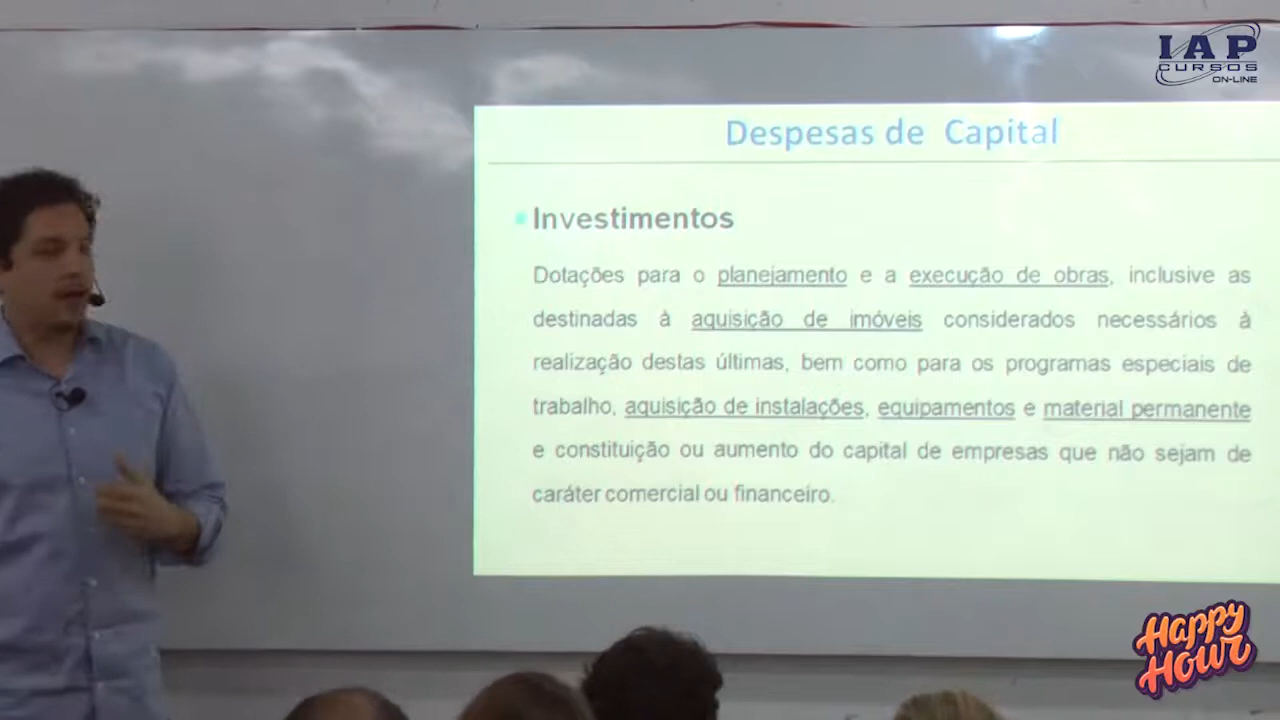 IAP
CURSOS
ON-LINE
Despesas de Capital
Investimentos
Dotações para o planejamento e a execução de obras, inclusive as
destinadas à aquisição de imóveis considerados necessários à
realização destas últimas, bem como para os programas especiais de
trabalho, aquisição de instalações, equipamentos e material permanente
e constituição ou aumento do capital de empresas que não sejam de
caráter comercial ou financeiro.
Happy
Hour